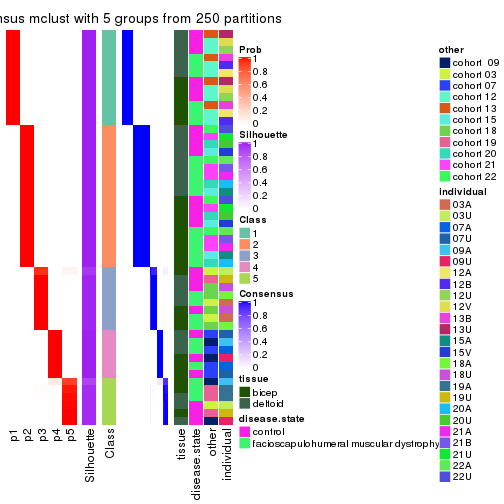 nsus mclust with 5 groups from 250 partitions
p1
p2
p3
p4
p5
Silhouette
Class
tissue
disease.state
other
individual
Prob
1
0.8
0.6
0.4
0.2
0
Silhouette
1
0.8
0.6
0.4
0.2
0
Class
1
2
3
4
5
Consensus
1
0.8
0.6
0.4
0.2
0
tissue
bicep
deltoid
disease.state
control
facioscapulohumeral muscular dystrophy
other
cohort 09
cohort 03
cohort 07
cohort 12
cohort 13
cohort 15
cohort 18
cohort 19
cohort 20
cohort 21
cohort 22
individual
03A
03U
07A
07U
09A
09U
12A
12B
12U
12V
13B
13U
15A
15V
18A
18U
19A
19U
20A
20U
21A
21B
21U
22A
22U